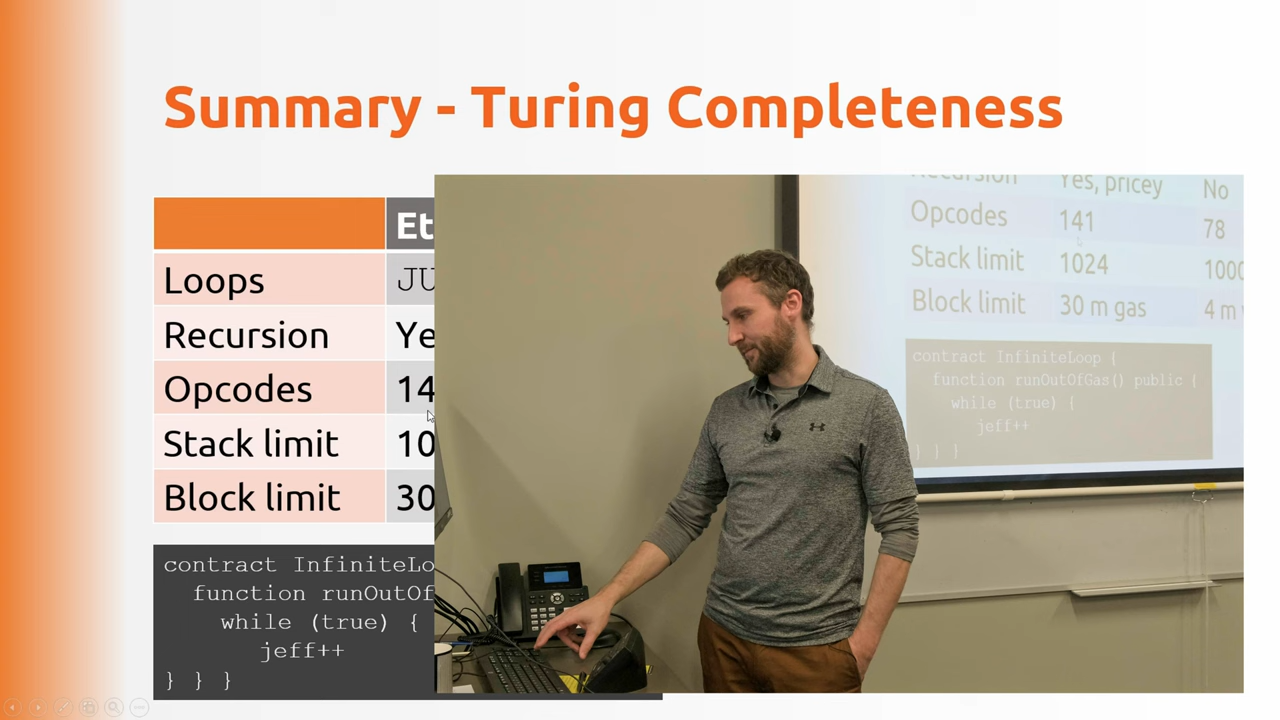 Summary - Turing Completeness
Et
Loops JU
Recursion Ye
Opcodes 14
Stack limit 10
Block limit 30
contract InfiniteLo
function runOutOf
while (true) {
jeff++
} } }
Recursion Yes, pricey No
Opcodes 141 78
Stack limit 1024 1000
Block limit 30 m gas 4 m
contract InfiniteLoop {
function runOutOfGas() public {
while (true) {
jeff++
} } }